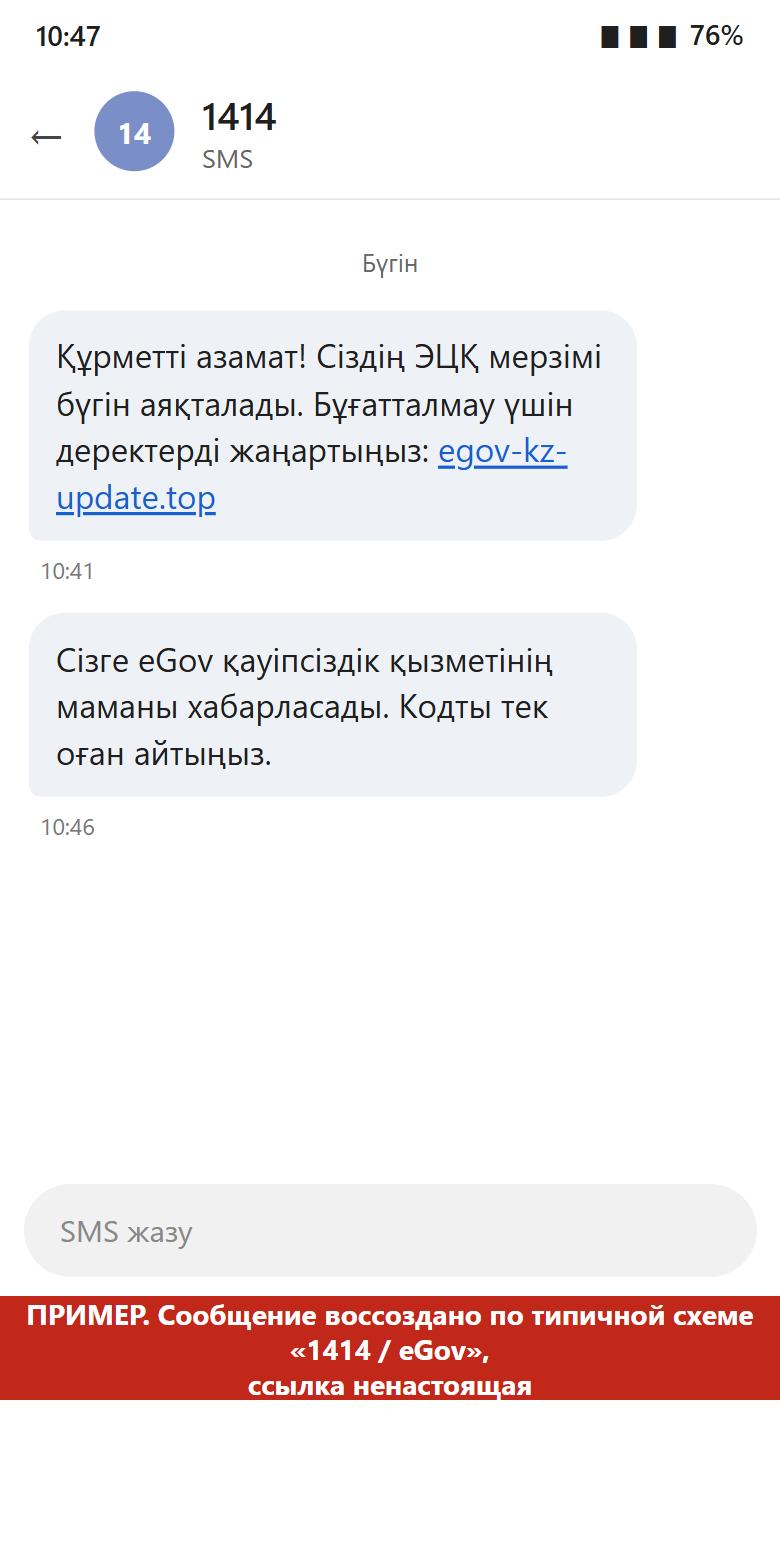 10:47
76%
←
14
1414
SMS
Бүгін
Құрметті азамат! Сіздің ЭЦҚ мерзімі
бүгін аяқталады. Бұғатталмау үшін
деректерді жаңартыңыз: egov-kz-
update.top
10:41
Сізге eGov қауіпсіздік қызметінің
маманы хабарласады. Кодты тек
оған айтыңыз.
10:46
SMS жазу
ПРИМЕР. Сообщение воссоздано по типичной схеме
«1414 / eGov»,
ссылка ненастоящая